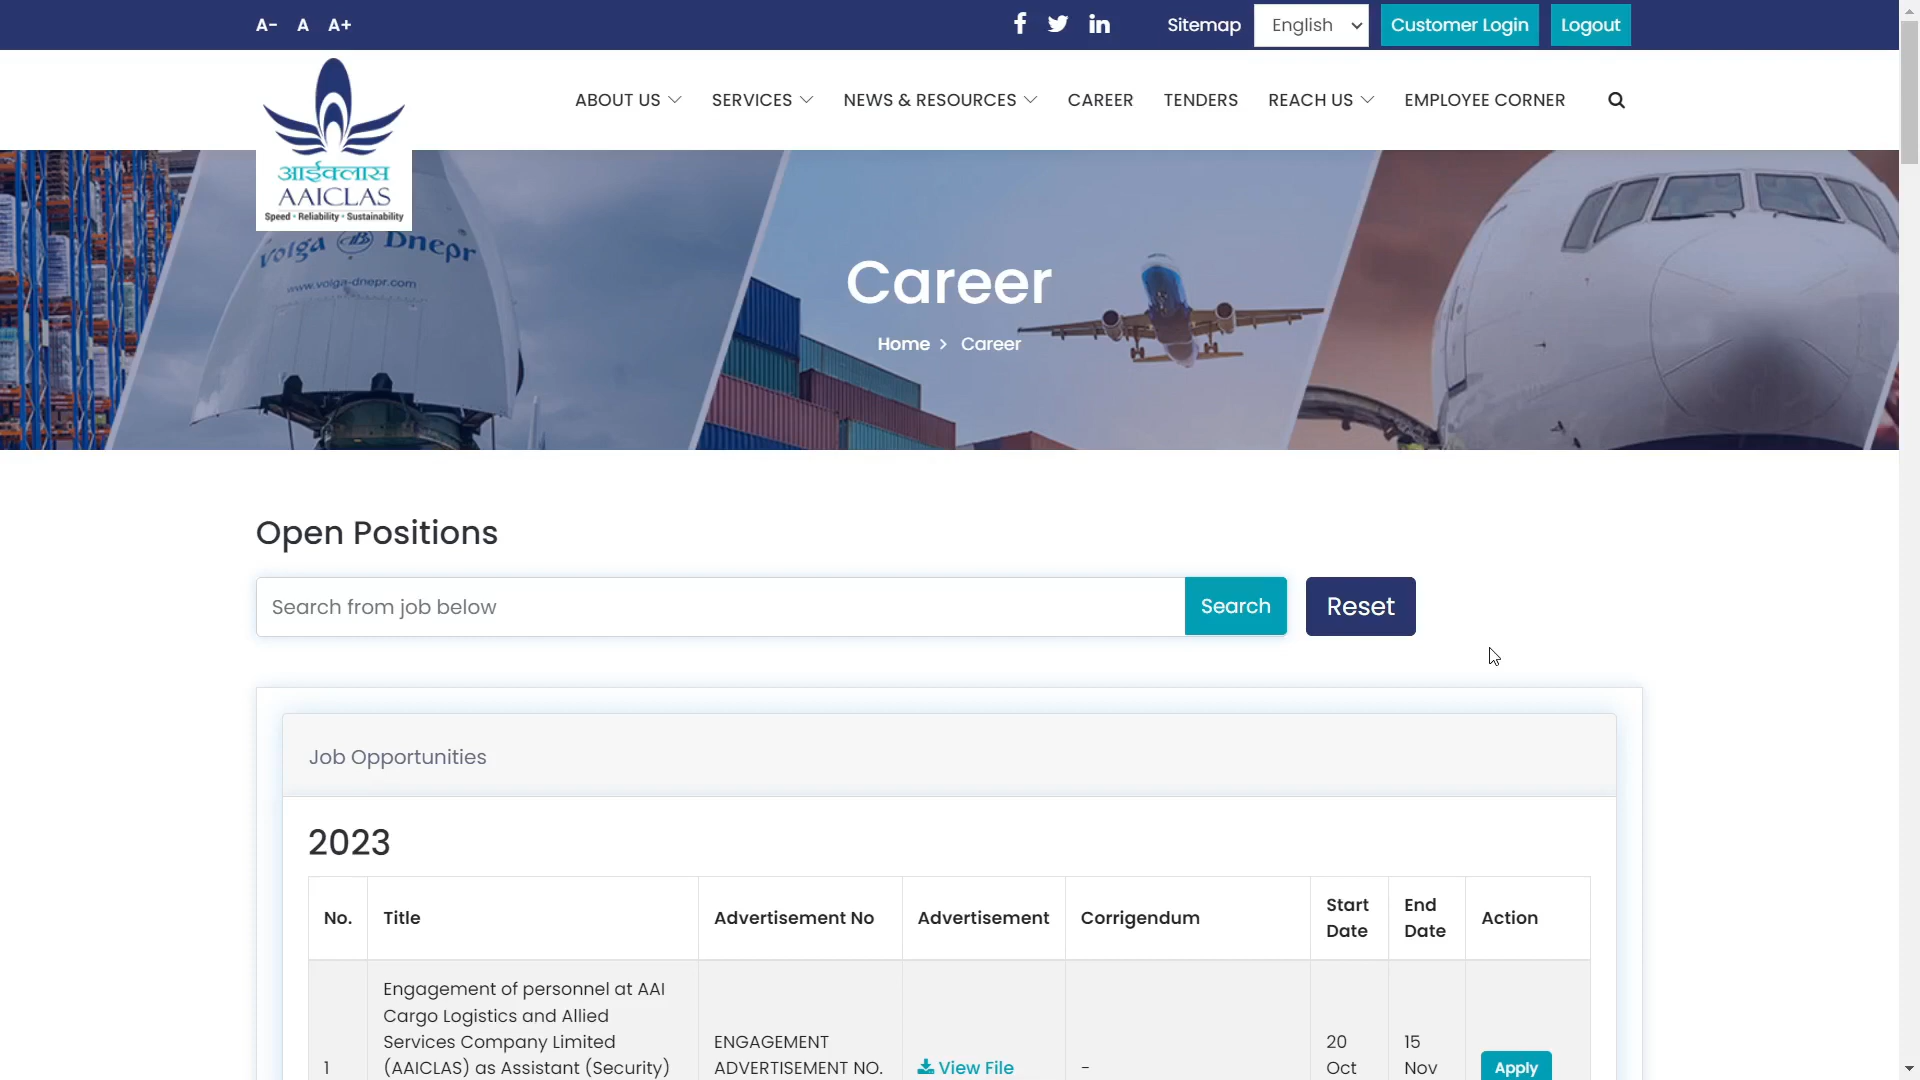 A- A A+
Sitemap English Customer Login Logout
ABOUT US SERVICES NEWS & RESOURCES CAREER TENDERS REACH US EMPLOYEE CORNER
आईक्लास
AAICLAS
Speed • Reliability • Sustainability
Volga Dnepr
www.volga-dnepr.com
Career
Home > Career
Open Positions
Search from job below Search Reset
Job Opportunities
2023
No. Title Advertisement No Advertisement Corrigendum Start Date End Date Action
Engagement of personnel at AAI
Cargo Logistics and Allied
Services Company Limited ENGAGEMENT 20 15
1 (AAICLAS) as Assistant (Security) ADVERTISEMENT NO. View File - Oct Nov Apply